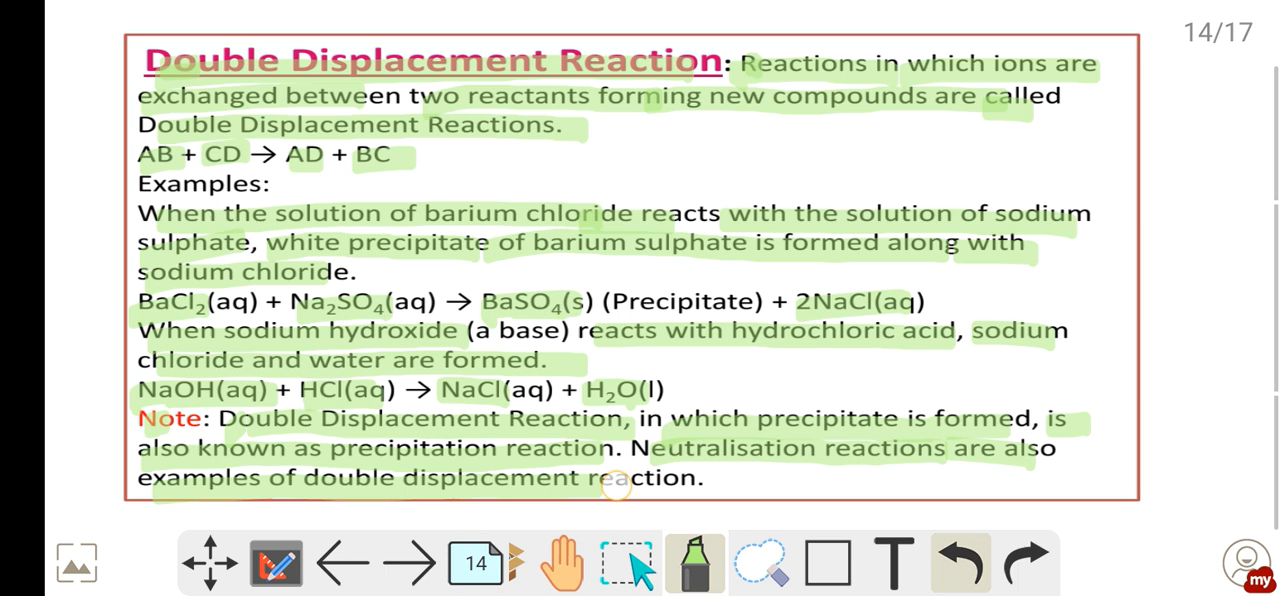 14/17
Double Displacement Reaction: Reactions in which ions are
exchanged between two reactants forming new compounds are called
Double Displacement Reactions.
AB + CD → AD + BC
Examples:
When the solution of barium chloride reacts with the solution of sodium
sulphate, white precipitate of barium sulphate is formed along with
sodium chloride.
BaCl₂(aq) + Na₂SO₄(aq) → BaSO₄(s) (Precipitate) + 2NaCl(aq)
When sodium hydroxide (a base) reacts with hydrochloric acid, sodium
chloride and water are formed.
NaOH(aq) + HCl(aq) → NaCl(aq) + H₂O(l)
Note: Double Displacement Reaction, in which precipitate is formed, is
also known as precipitation reaction. Neutralisation reactions are also
examples of double displacement reaction.
14
T
my